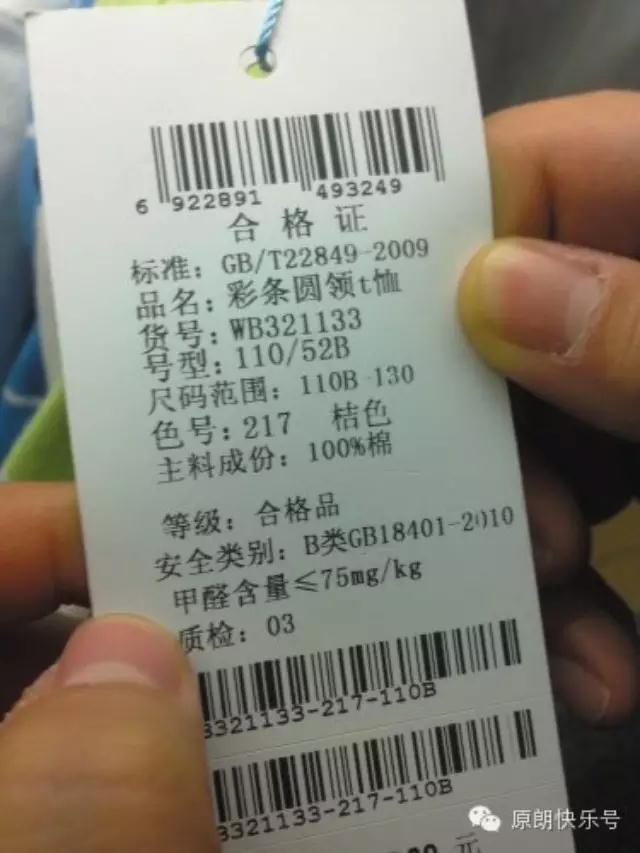 6 922891 493249
合格证
标准：GB/T22849-2009
品名：彩条圆领t恤
货号：WB321133
号型：110/52B
尺码范围：110B-130
色号：217 桔色
主料成份：100%棉
等级：合格品
安全类别：B类GB18401-2010
甲醛含量≤75mg/kg
质检：03
B321133-217-110B
B321133-217-110B
元
原朗快乐号